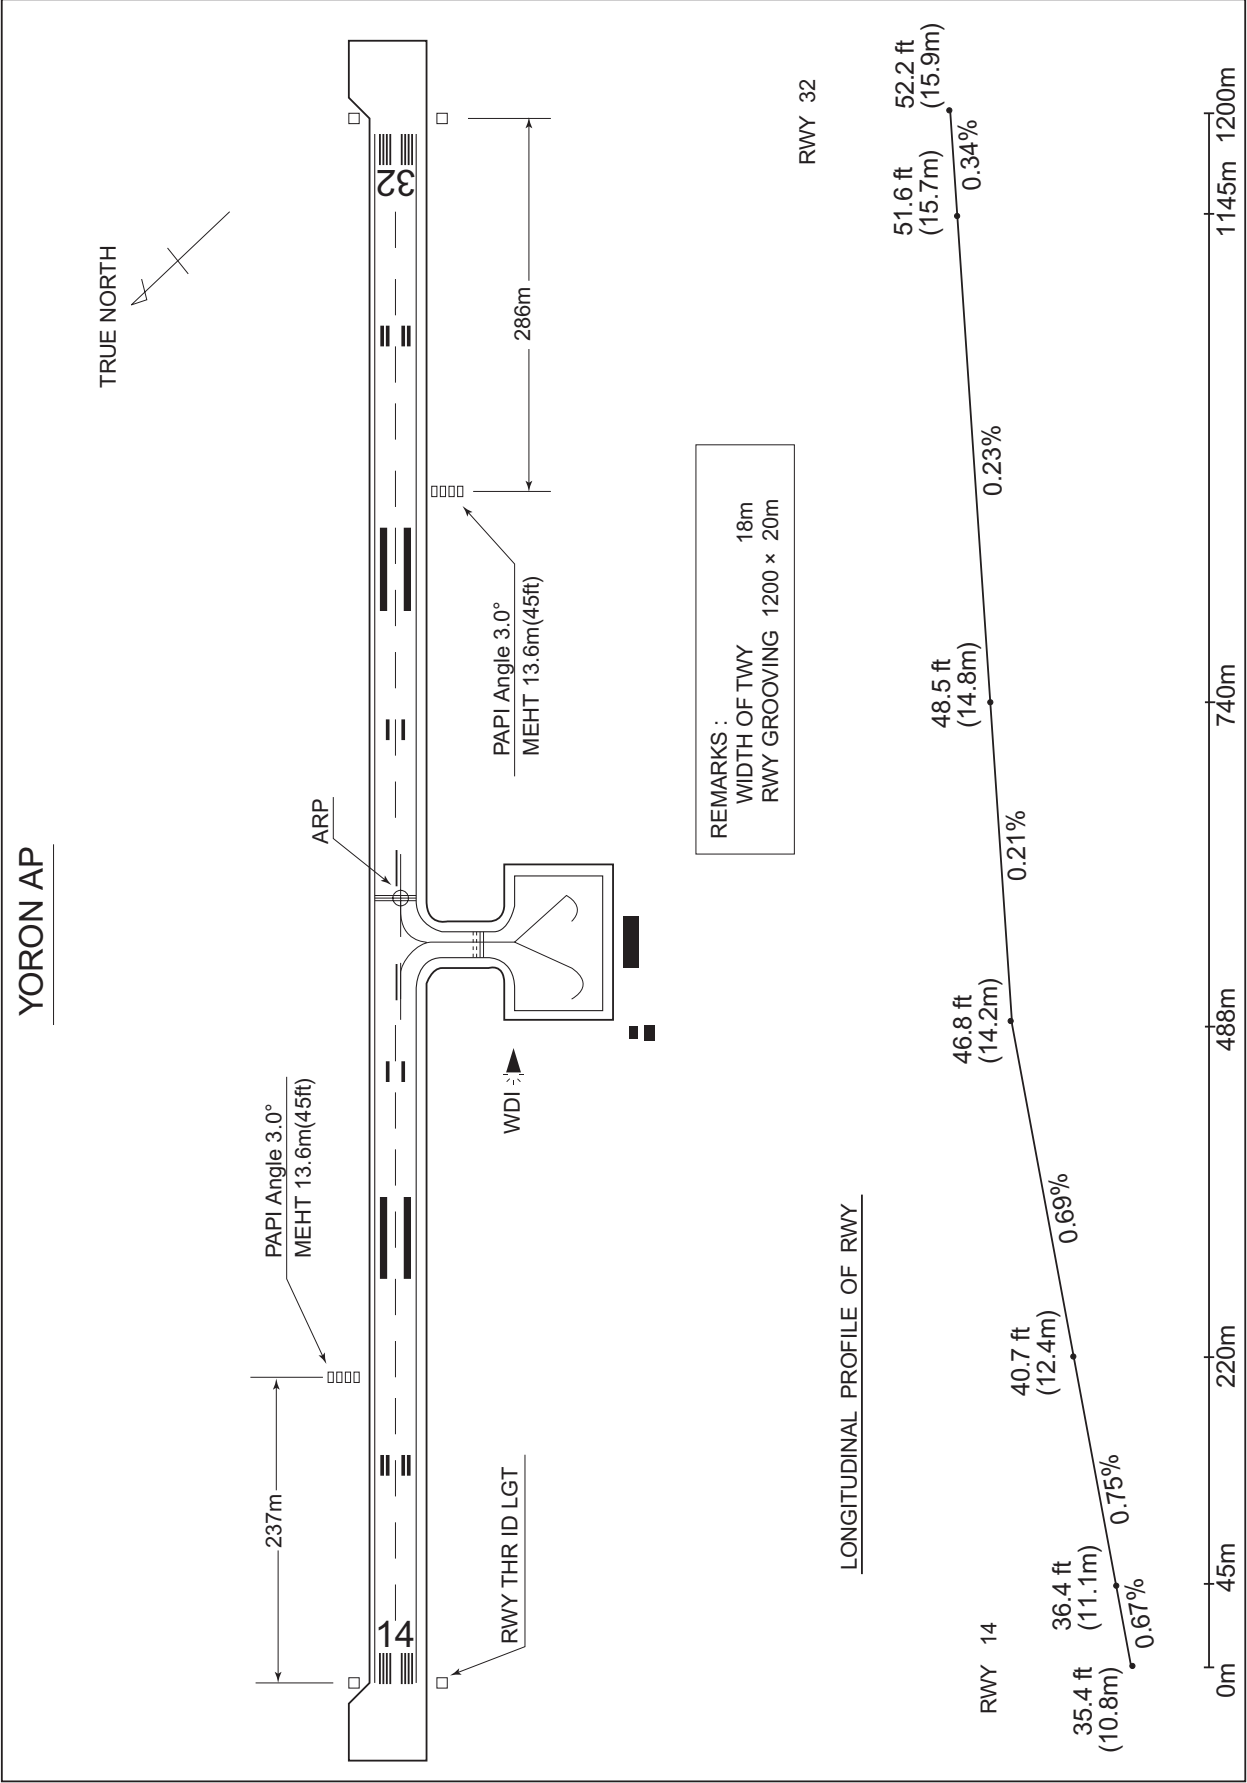 YORON AP
TRUE NORTH
237m
PAPI Angle 3.0°
MEHT 13.6m(45ft)
ARP
14
32
RWY THR ID LGT
WDI
PAPI Angle 3.0°
MEHT 13.6m(45ft)
286m
REMARKS :
WIDTH OF TWY 18m
RWY GROOVING 1200 × 20m
LONGITUDINAL PROFILE OF RWY
RWY 14
RWY 32
35.4 ft
(10.8m)
36.4 ft
(11.1m)
40.7 ft
(12.4m)
46.8 ft
(14.2m)
48.5 ft
(14.8m)
51.6 ft
(15.7m)
52.2 ft
(15.9m)
0.67%
0.75%
0.69%
0.21%
0.23%
0.34%
0m
45m
220m
488m
740m
1145m
1200m